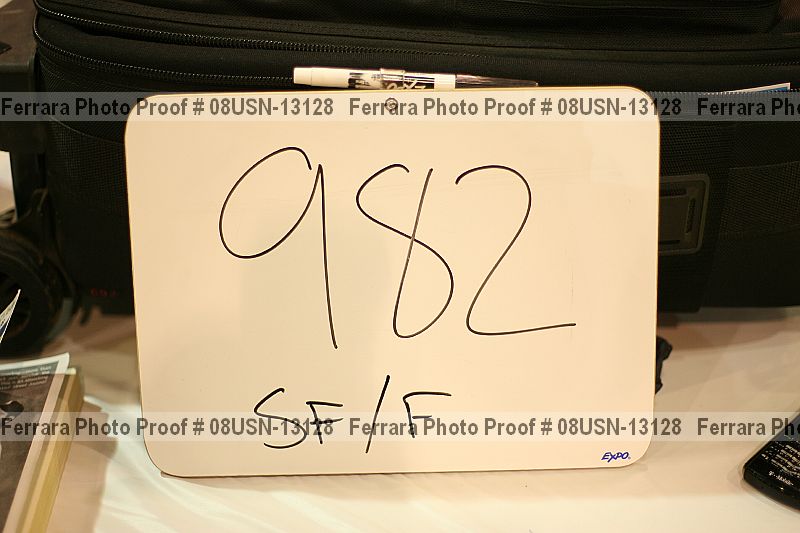 Ferrara Photo Proof # 08USN-13128 Ferrara Photo Proof # 08USN-13128 Ferrara Photo
982
SF/F
Ferrara Photo Proof # 08USN-13128 Ferrara Photo Proof # 08USN-13128 Ferrara Photo
EXPO.